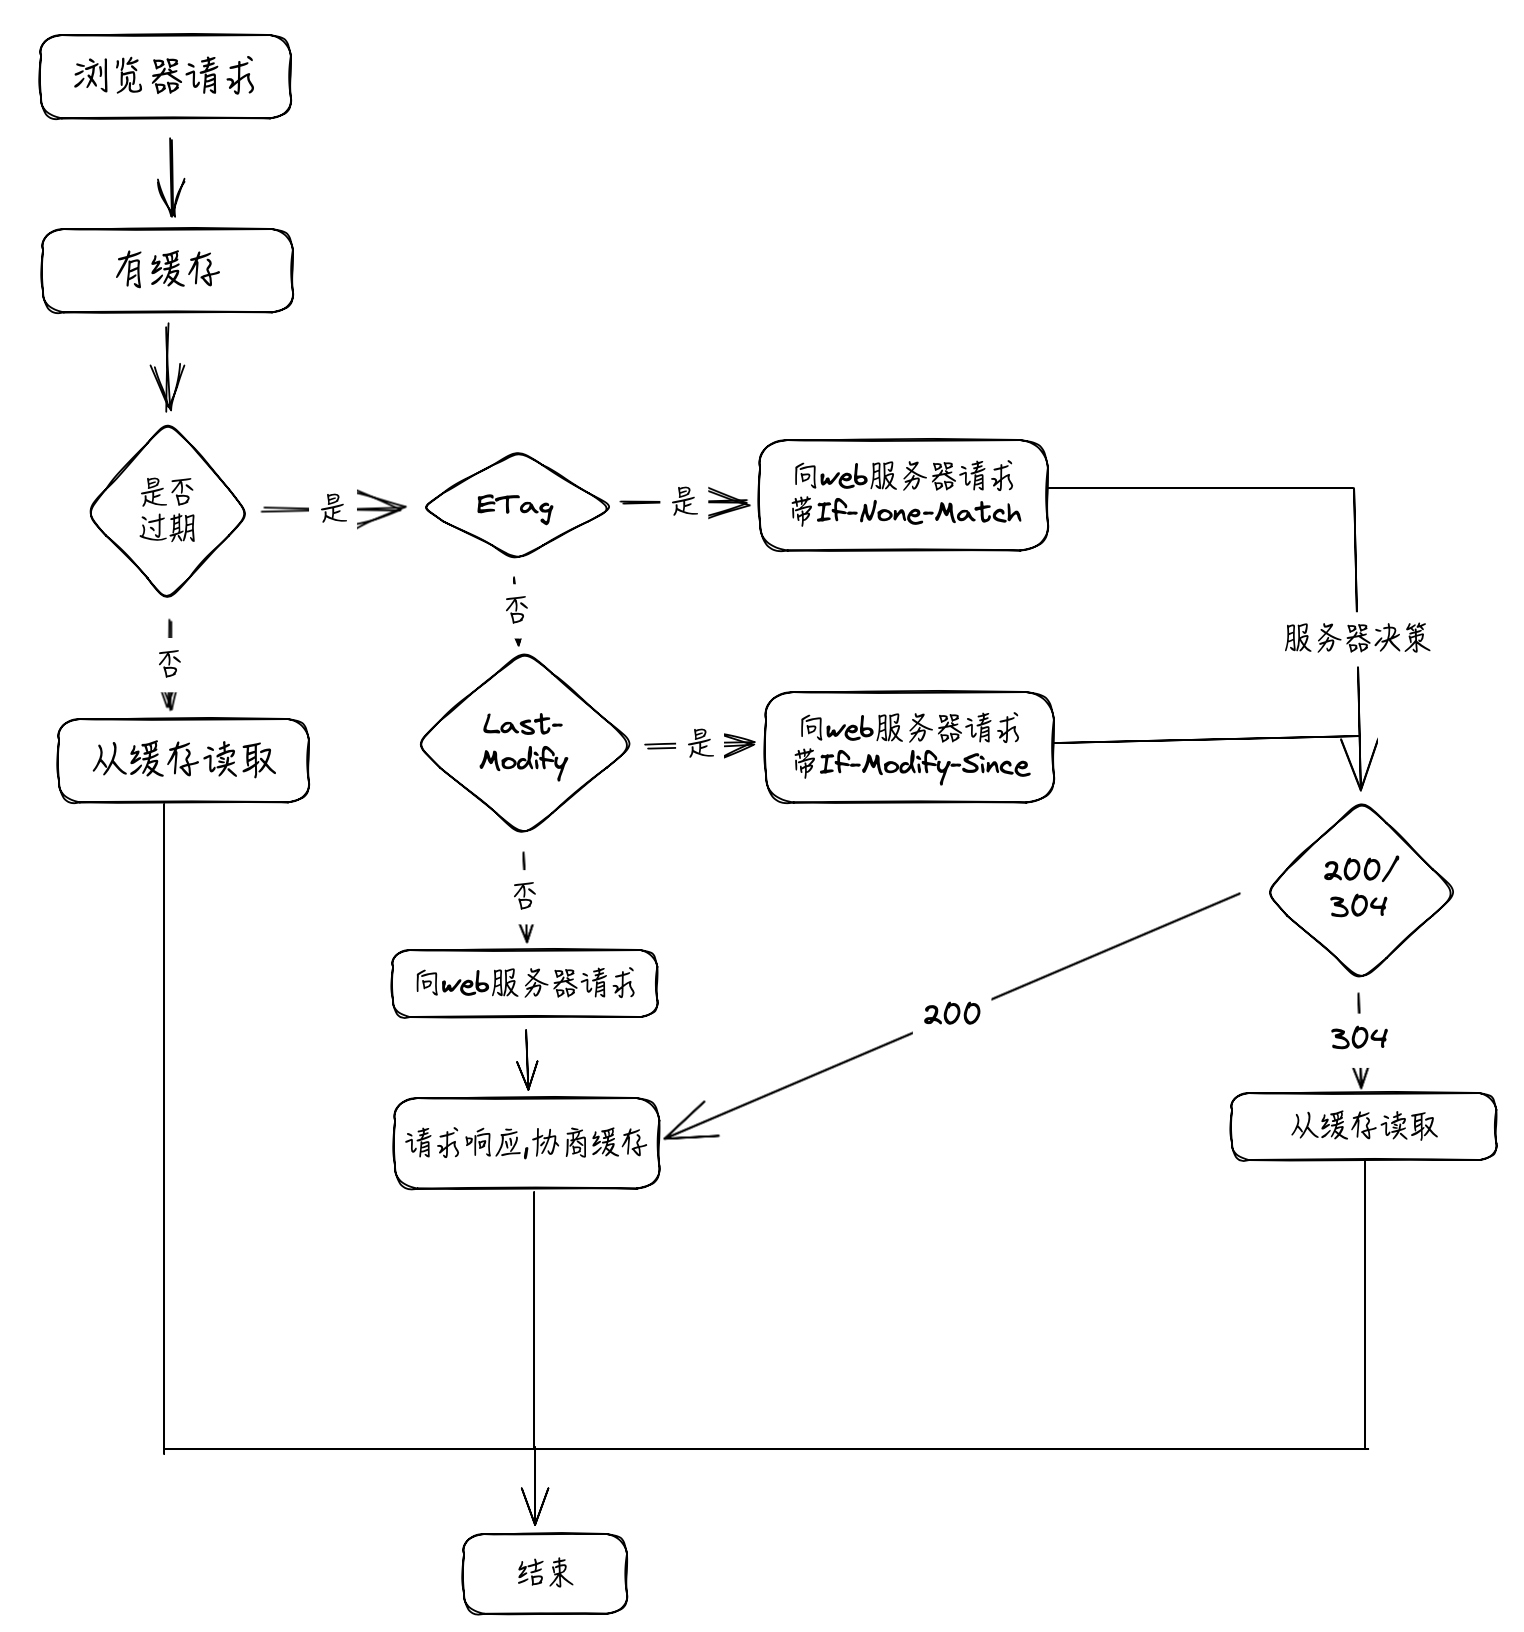 浏览器请求
有缓存
是否
过期
是
ETag
是
向web服务器请求
带If-None-Match
否
否
服务器决策
从缓存读取
Last-
Modify
是
向web服务器请求
带If-Modify-Since
200/
304
否
向web服务器请求
200
304
请求响应,协商缓存
从缓存读取
结束